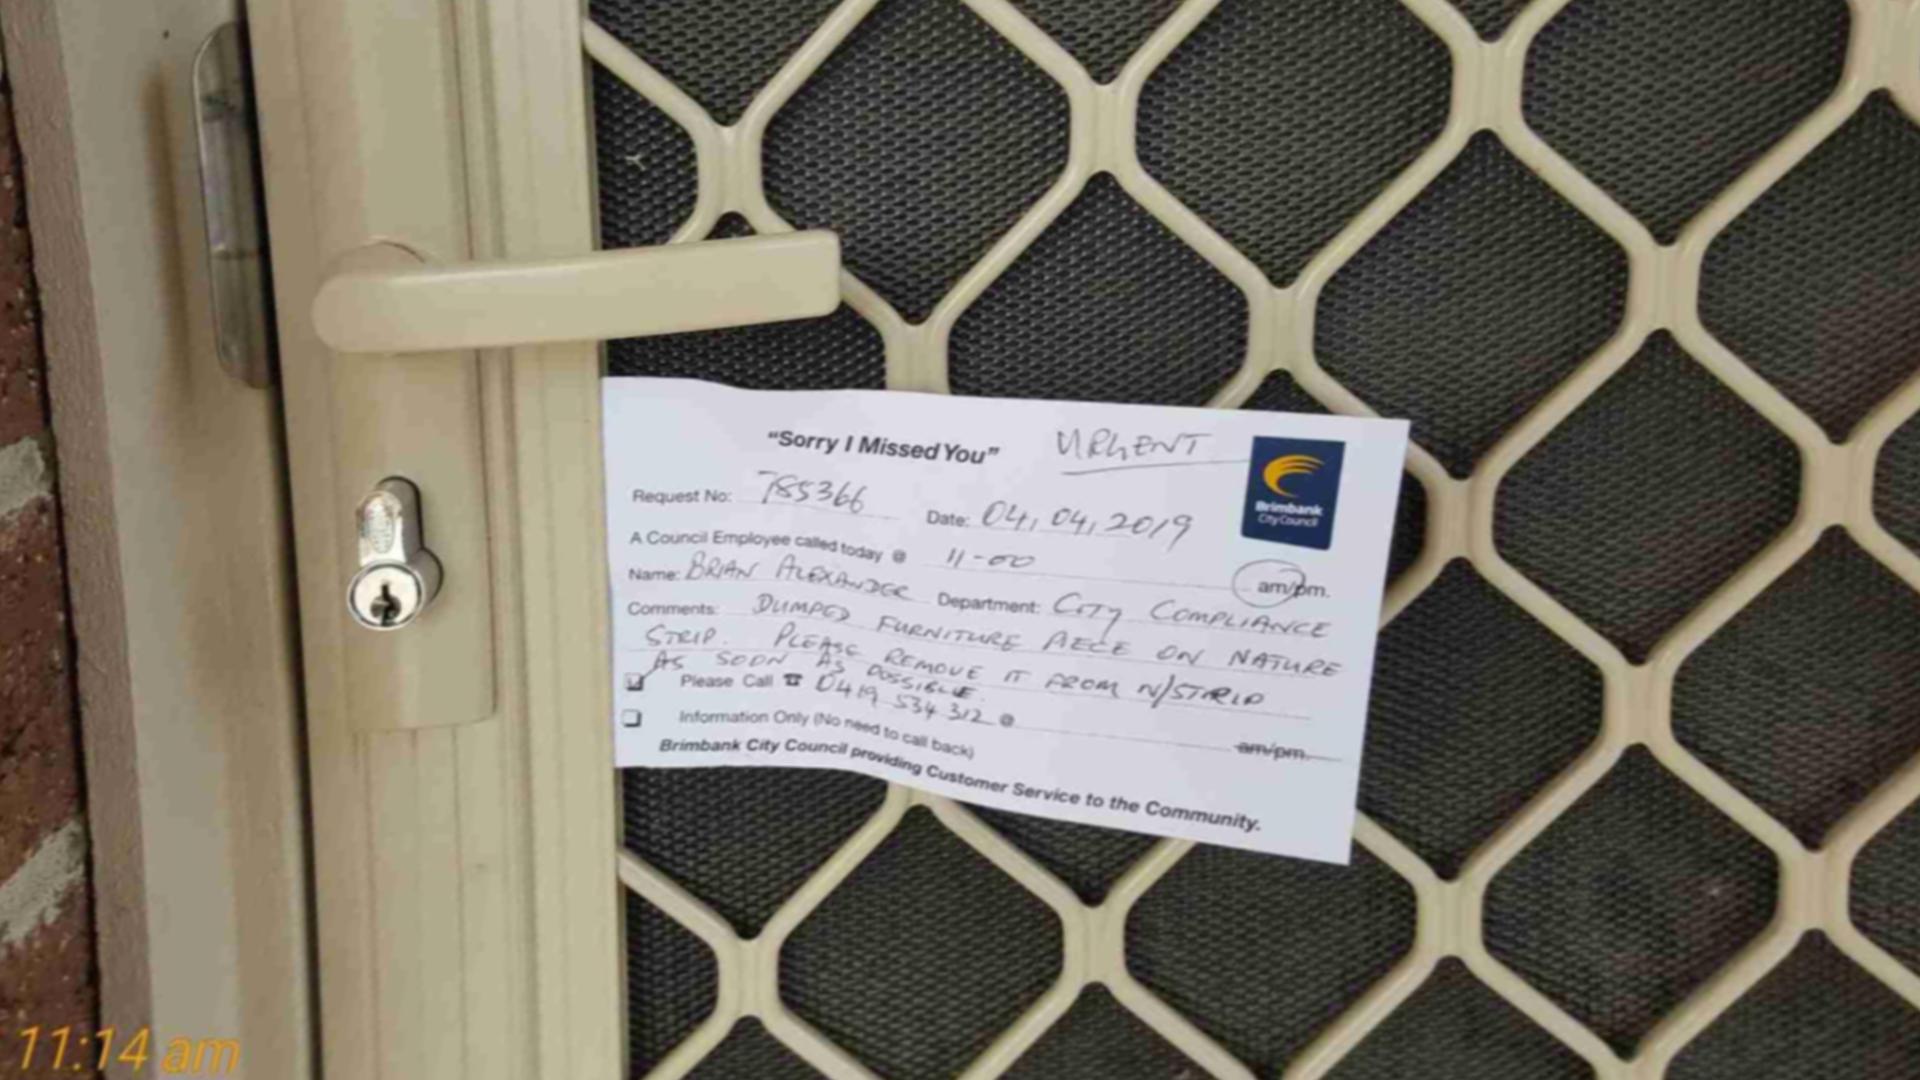 "Sorry I Missed You" URGENT
Brimbank
City Council
Request No: 785366 Date: 04,04,2019
A Council Employee called today @ 11-00 am/pm.
Name: BRIAN ALEXANDER Department: CITY COMPLIANCE
Comments: DUMPED FURNITURE PIECE ON NATURE
STRIP. PLEASE REMOVE IT FROM N/STRIP
AS SOON AS POSSIBLE.
Please Call ☎ 0419 534 312 @ am/pm.
Information Only (No need to call back)
Brimbank City Council providing Customer Service to the Community.
11:14 am